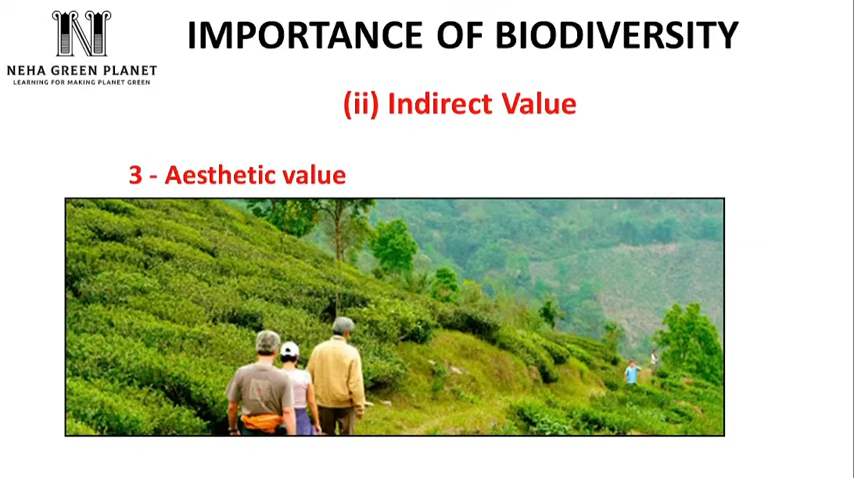 IMPORTANCE OF BIODIVERSITY
N
NEHA GREEN PLANET
LEARNING FOR MAKING PLANET GREEN
(ii) Indirect Value
3 - Aesthetic value